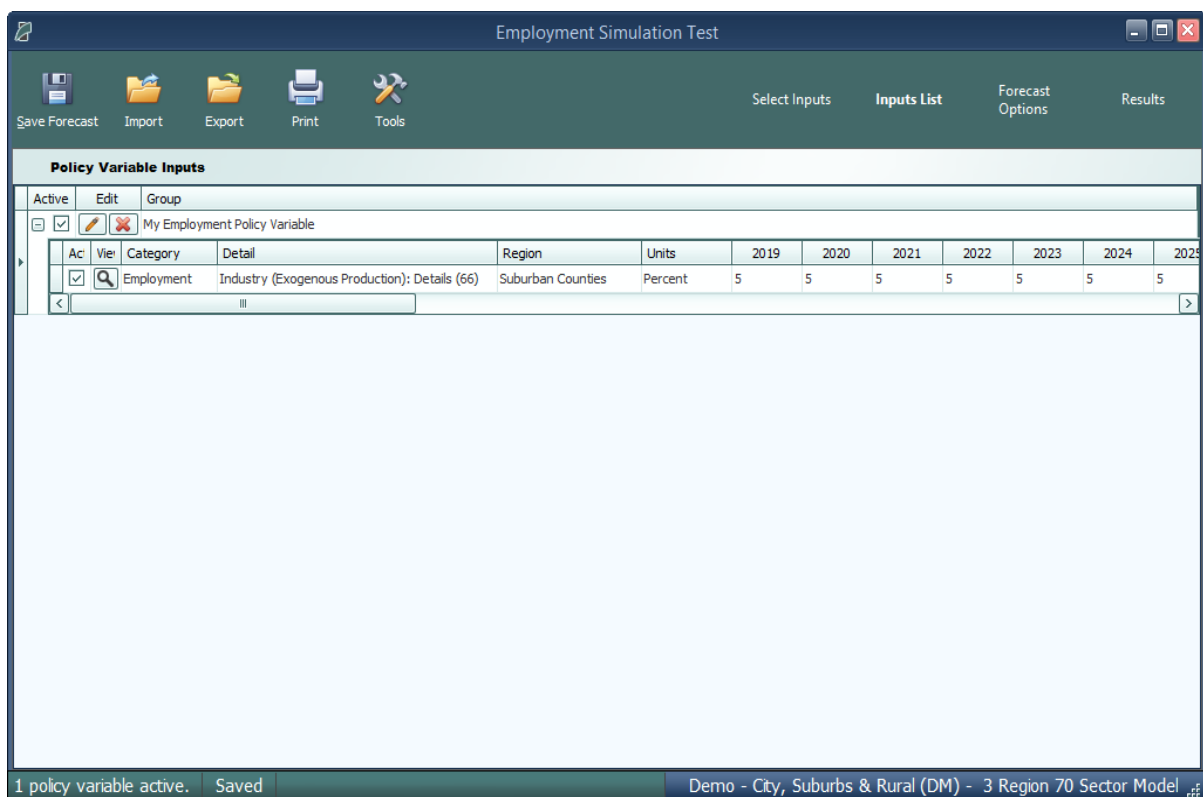 Employment Simulation Test
Save Forecast Import Export Print Tools Select Inputs Inputs List Forecast Options Results
Policy Variable Inputs
Active Edit Group
My Employment Policy Variable
Ac Vie Category Detail Region Units 2019 2020 2021 2022 2023 2024 2025
Employment Industry (Exogenous Production): Details (66) Suburban Counties Percent 5 5 5 5 5 5 5
1 policy variable active. Saved Demo - City, Suburbs & Rural (DM) - 3 Region 70 Sector Model